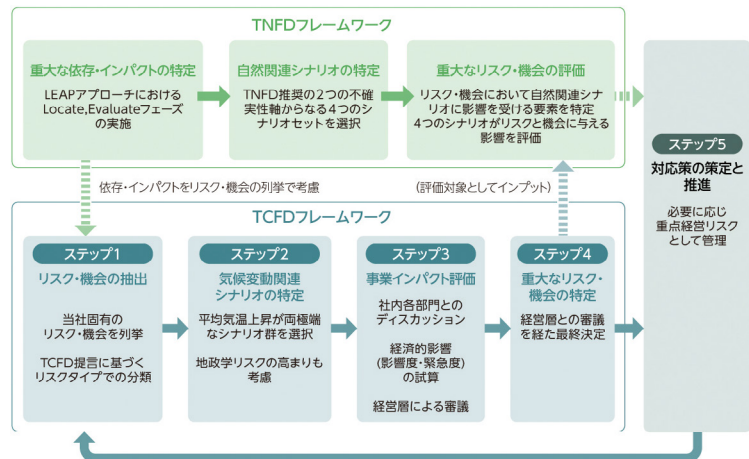 TNFDフレームワーク
重大な依存・インパクトの特定
LEAPアプローチにおける
Locate,Evaluateフェーズ
の実施
自然関連シナリオの特定
TNFD推奨の2つの不確
実性軸からなる4つのシ
ナリオセットを選択
重大なリスク・機会の評価
リスク・機会において自然関連シナ
リオに影響を受ける要素を特定
4つのシナリオがリスクと機会に与える
影響を評価
依存・インパクトをリスク・機会の列挙で考慮
(評価対象としてインプット)
TCFDフレームワーク
ステップ1
リスク・機会の抽出
当社固有の
リスク・機会を列挙
TCFD提言に基づく
リスクタイプでの分類
ステップ2
気候変動関連
シナリオの特定
平均気温上昇が両極端
なシナリオ群を選択
地政学リスクの高まりも
考慮
ステップ3
事業インパクト評価
社内各部門との
ディスカッション
経済的影響
(影響度・緊急度)
の試算
経営層による審議
ステップ4
重大なリスク・
機会の特定
経営層との審議
を経た最終決定
ステップ5
対応策の策定と
推進
必要に応じ
重点経営リスク
として管理